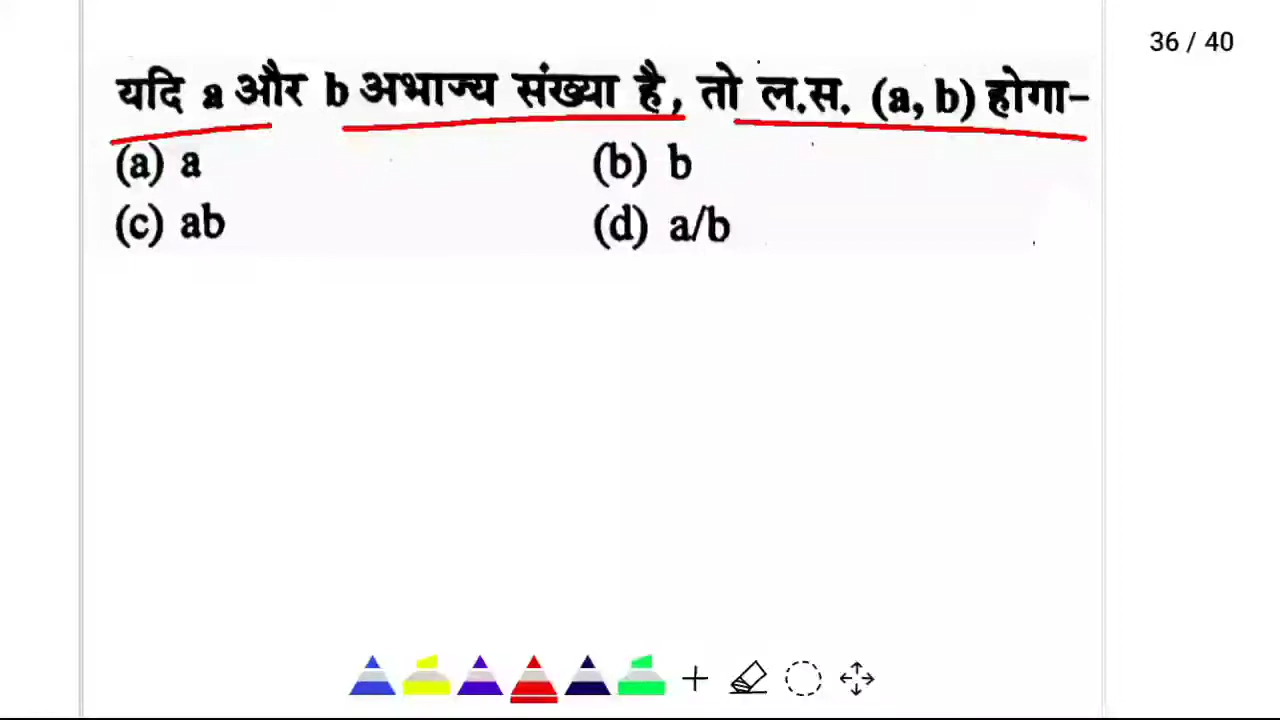 36 / 40
यदि a और b अभाज्य संख्या है, तो ल.स. (a, b) होगा-
(a) a (b) b
(c) ab (d) a/b